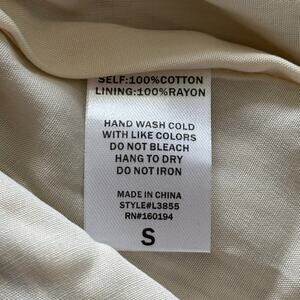 SELF:100%COTTON
LINING:100%RAYON
HAND WASH COLD
WITH LIKE COLORS
DO NOT BLEACH
HANG TO DRY
DO NOT IRON
MADE IN CHINA
STYLE#L3855
RN#160194
S